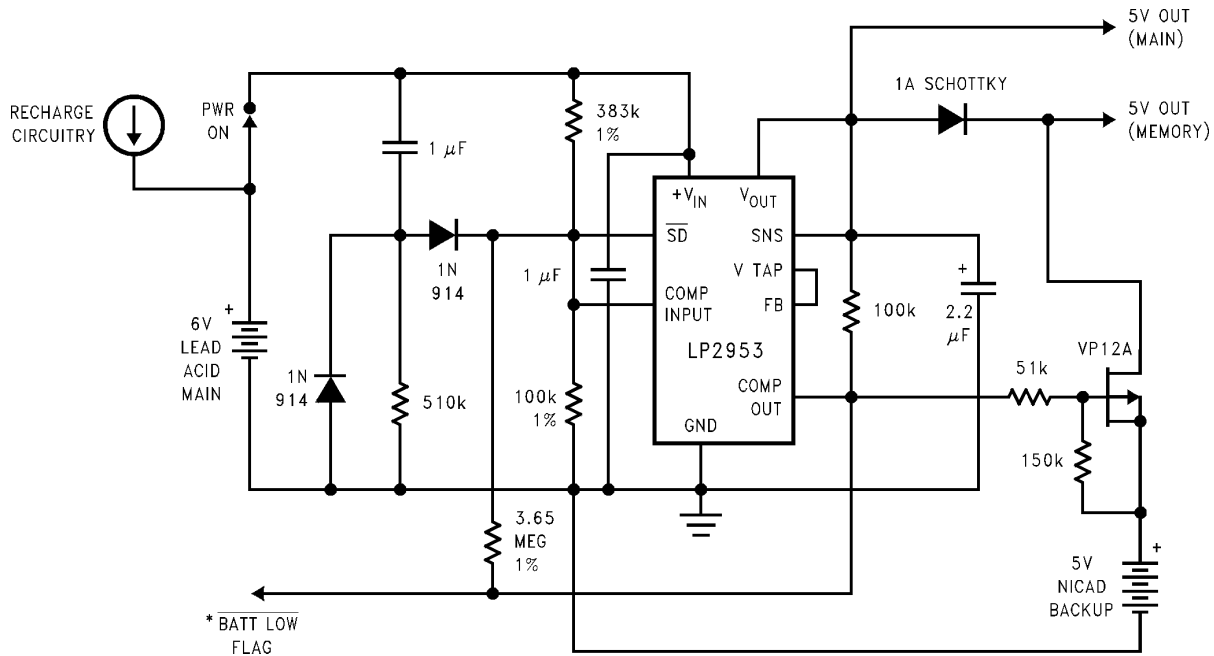 5V OUT
(MAIN)
1A SCHOTTKY
5V OUT
(MEMORY)
RECHARGE
CIRCUITRY
PWR
ON
383k
1%
1 μF
+VIN
VOUT
SD
SNS
1N
914
1 μF
V TAP
FB
COMP
INPUT
+
100k
2.2
μF
LP2953
+
6V
LEAD
ACID
MAIN
1N
914
510k
100k
1%
COMP
OUT
GND
51k
VP12A
150k
3.65
MEG
1%
+
5V
NICAD
BACKUP
*BATT LOW
FLAG